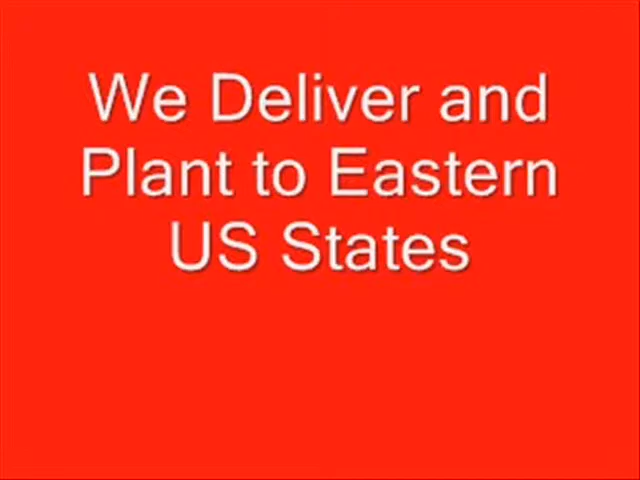 We Deliver and
Plant to Eastern
US States